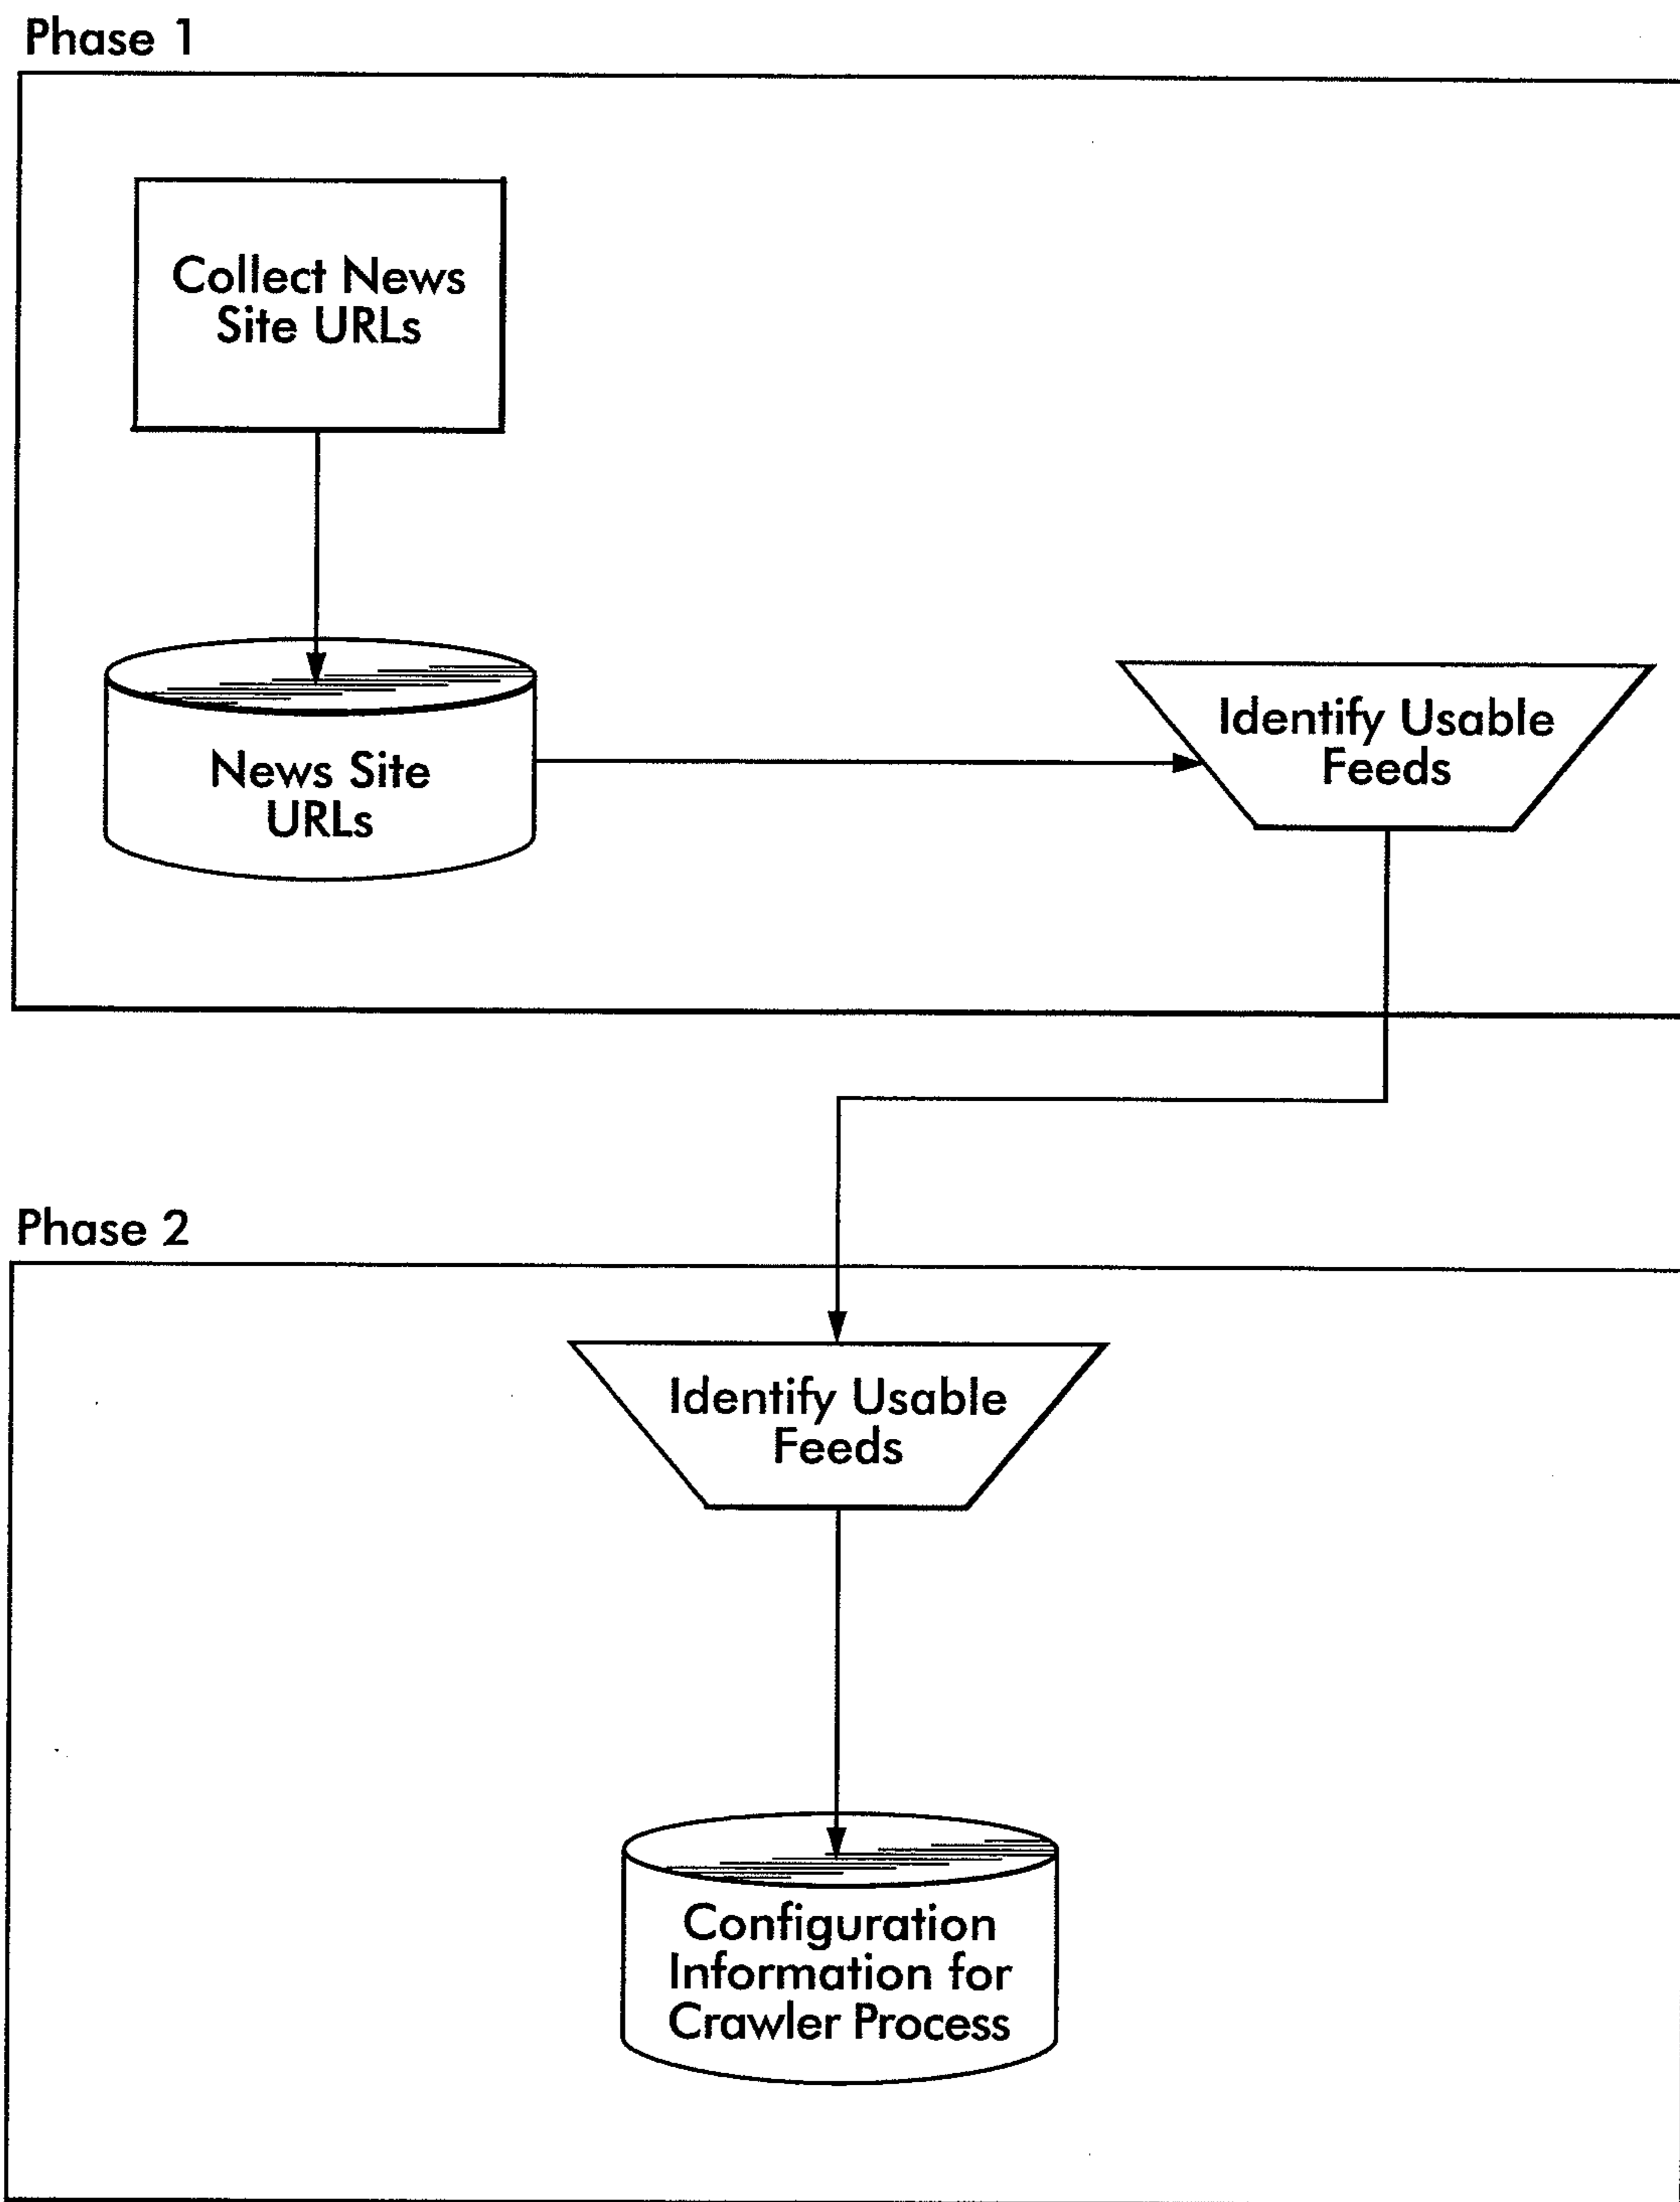 Phase 1
Collect News
Site URLs
News Site
URLs
Identify Usable
Feeds
Phase 2
Identify Usable
Feeds
Configuration
Information for
Crawler Process